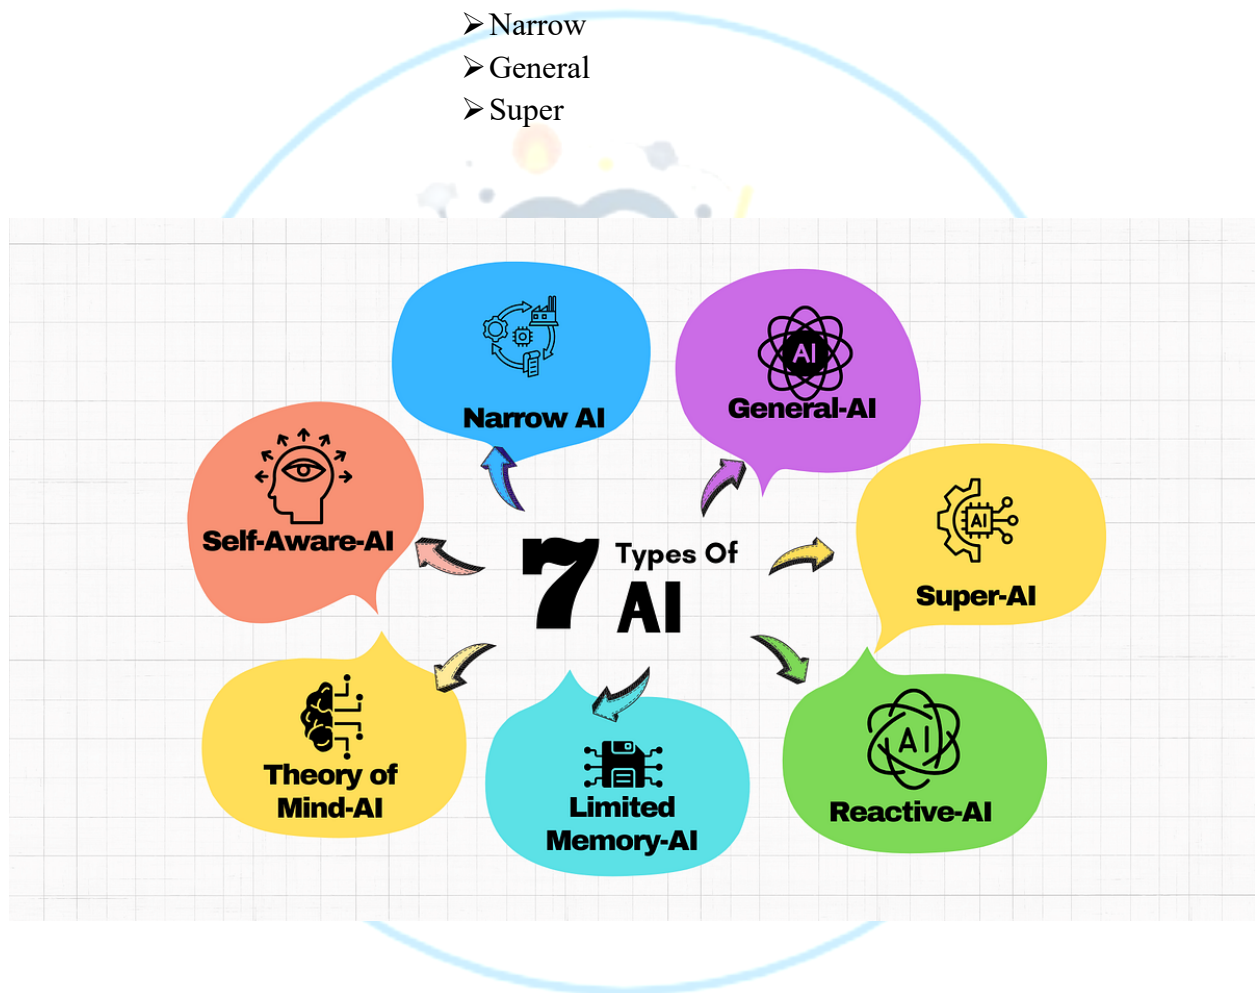 ➢ Narrow
➢ General
➢ Super
Narrow AI
General-AI
AI
Self-Aware-AI
Super-AI
AI
7 Types Of
AI
Theory of
Mind-AI
Limited
Memory-AI
Reactive-AI
AI